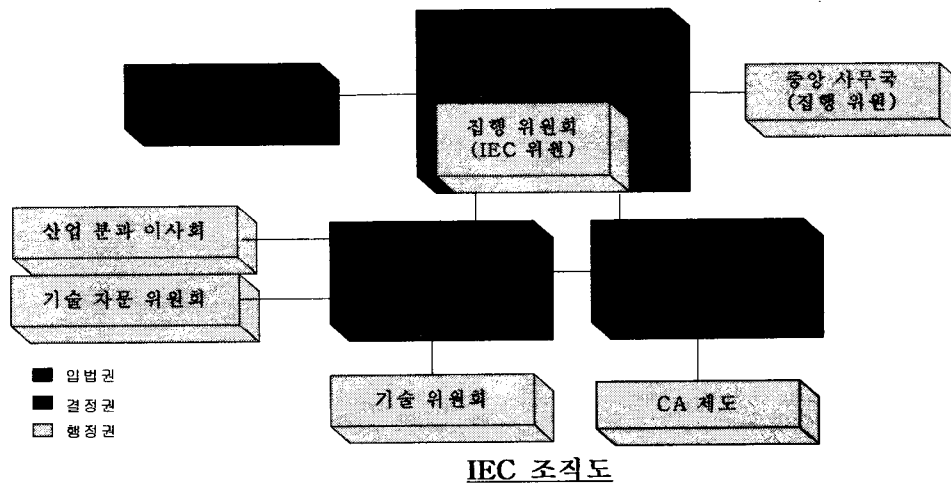 중앙 사무국
(집행 위원)
집행 위원회
(IEC 위원)
산업 분과 이사회
기술 자문 위원회
기술 위원회
CA 제도
입법권
결정권
행정권
IEC 조직도